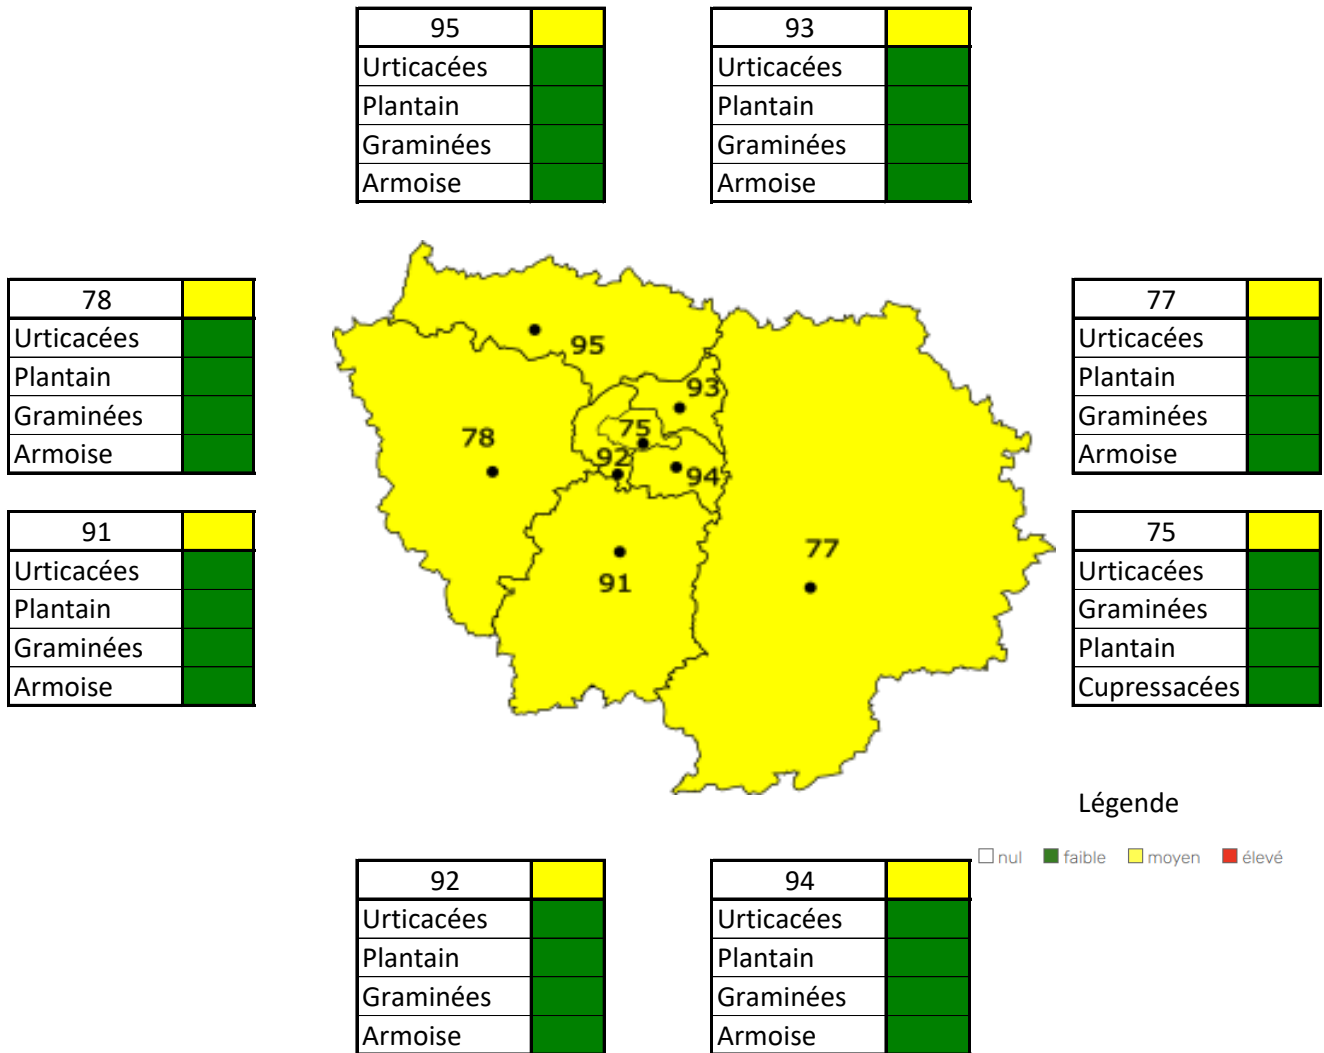 95
Urticacées
Plantain
Graminées
Armoise
93
Urticacées
Plantain
Graminées
Armoise
78
Urticacées
Plantain
Graminées
Armoise
77
Urticacées
Plantain
Graminées
Armoise
95
93
75
78
92
94
77
91
91
Urticacées
Plantain
Graminées
Armoise
75
Urticacées
Graminées
Plantain
Cupressacées
Légende
nul faible moyen élevé
92
Urticacées
Plantain
Graminées
Armoise
94
Urticacées
Plantain
Graminées
Armoise